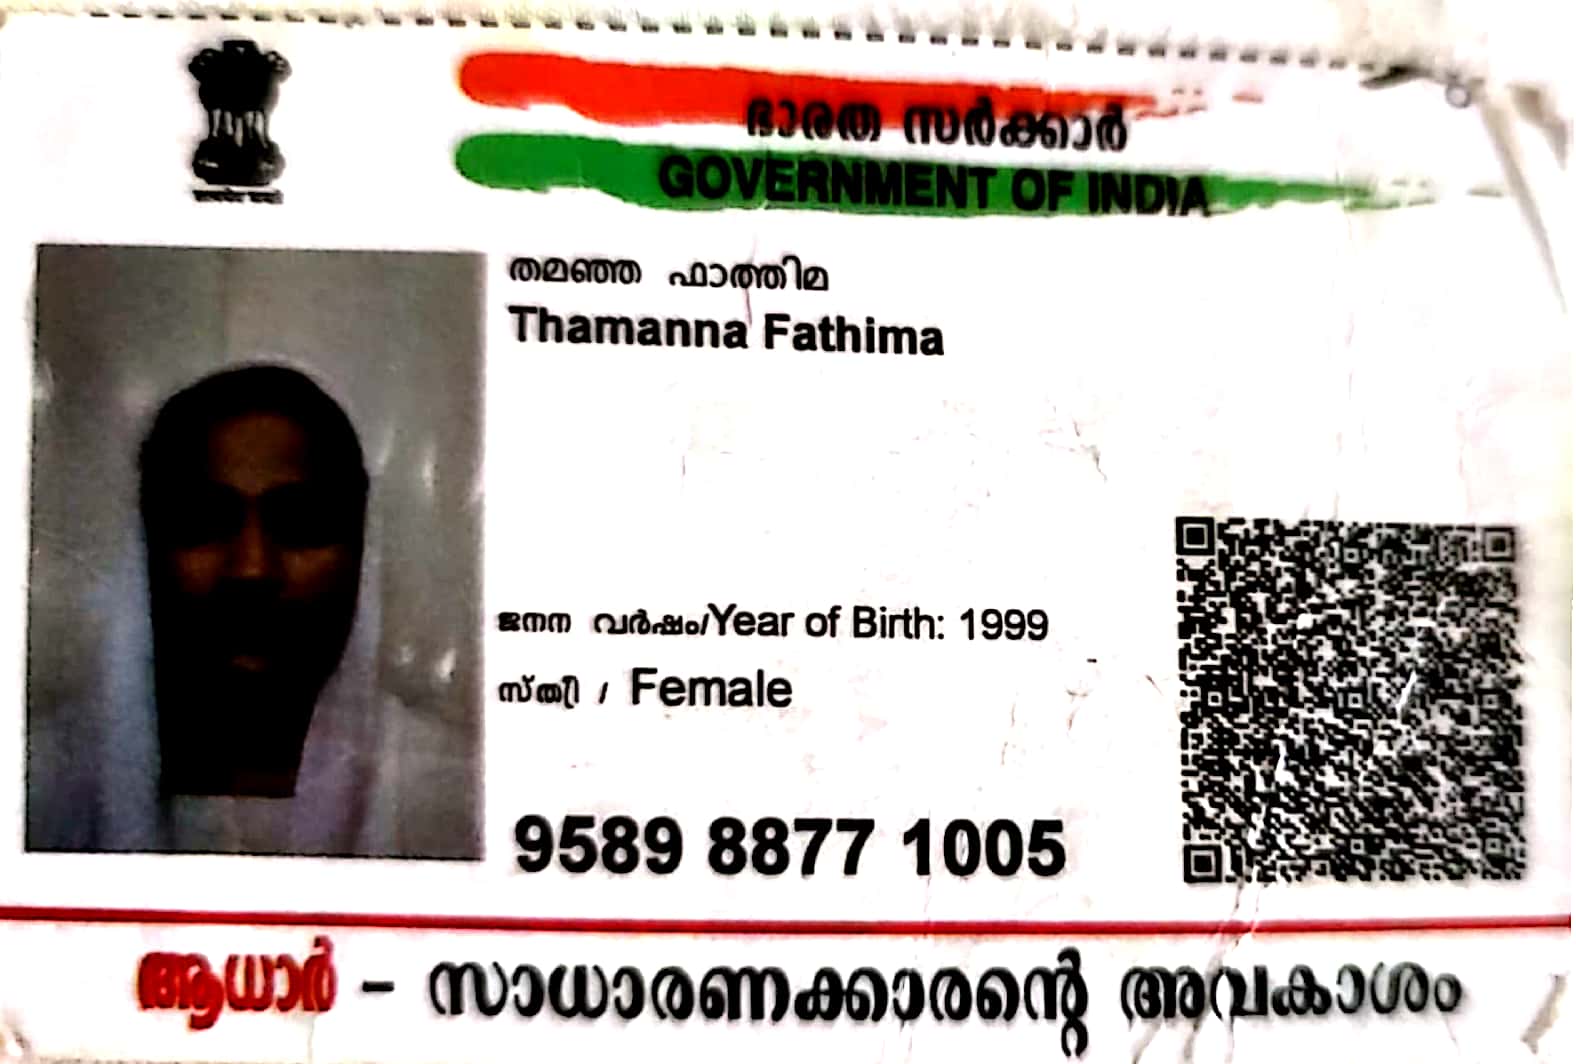 ഭാരത സർക്കാർ
GOVERNMENT OF INDIA
തമഞ്ഞ ഫാത്തിമ
Thamanna Fathima
ജനന വർഷം/Year of Birth: 1999
സ്ത്രീ / Female
9589 8877 1005
ആധാർ - സാധാരണക്കാരന്റെ അവകാശം